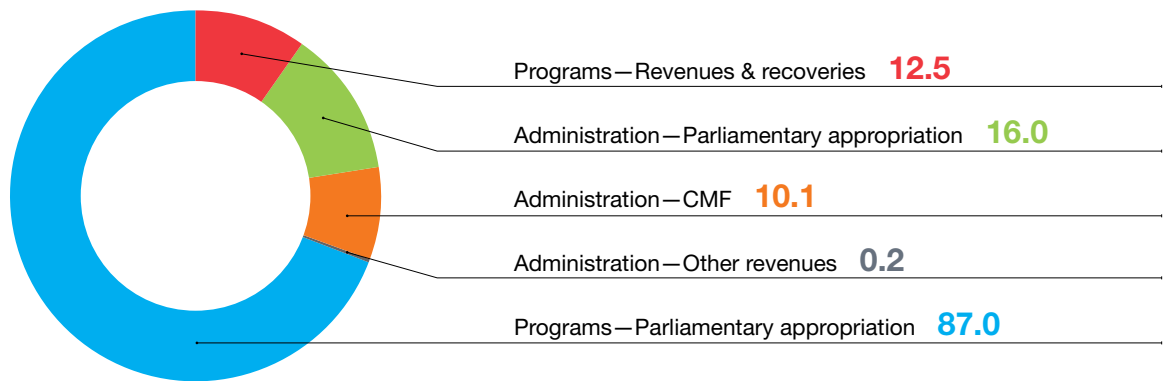 Programs—Revenues & recoveries 12.5
Administration—Parliamentary appropriation 16.0
Administration—CMF 10.1
Administration—Other revenues 0.2
Programs—Parliamentary appropriation 87.0